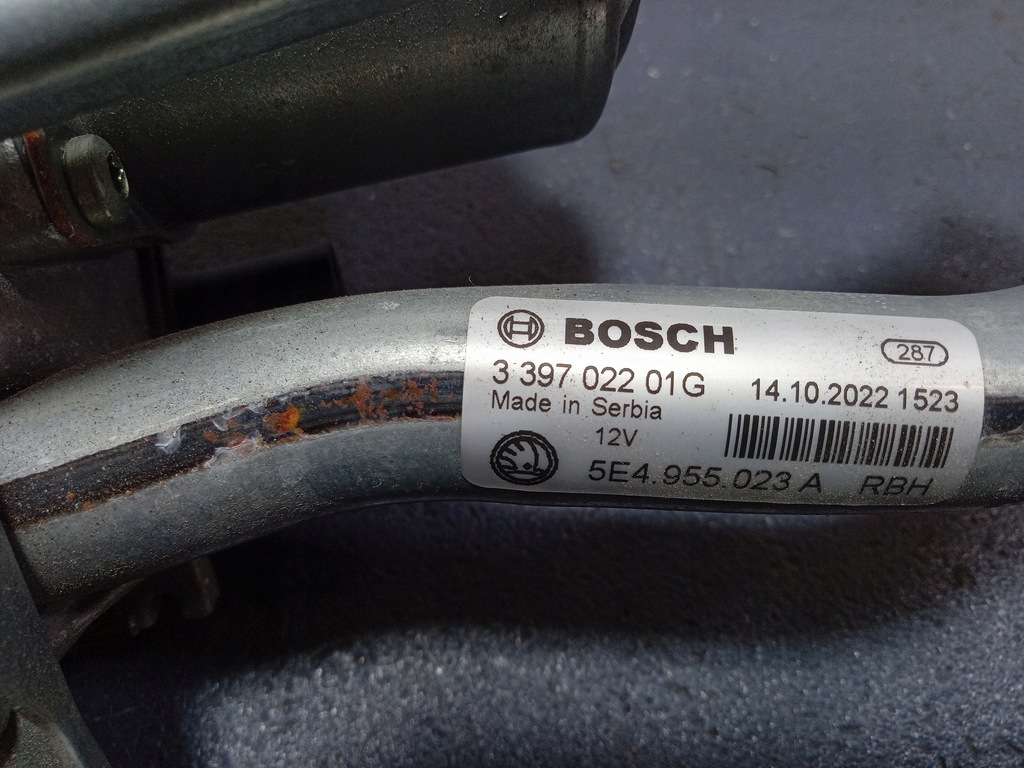 BOSCH
287
3 397 022 01G
14.10.2022 1523
Made in Serbia
12V
5E4.955.023 A RBH